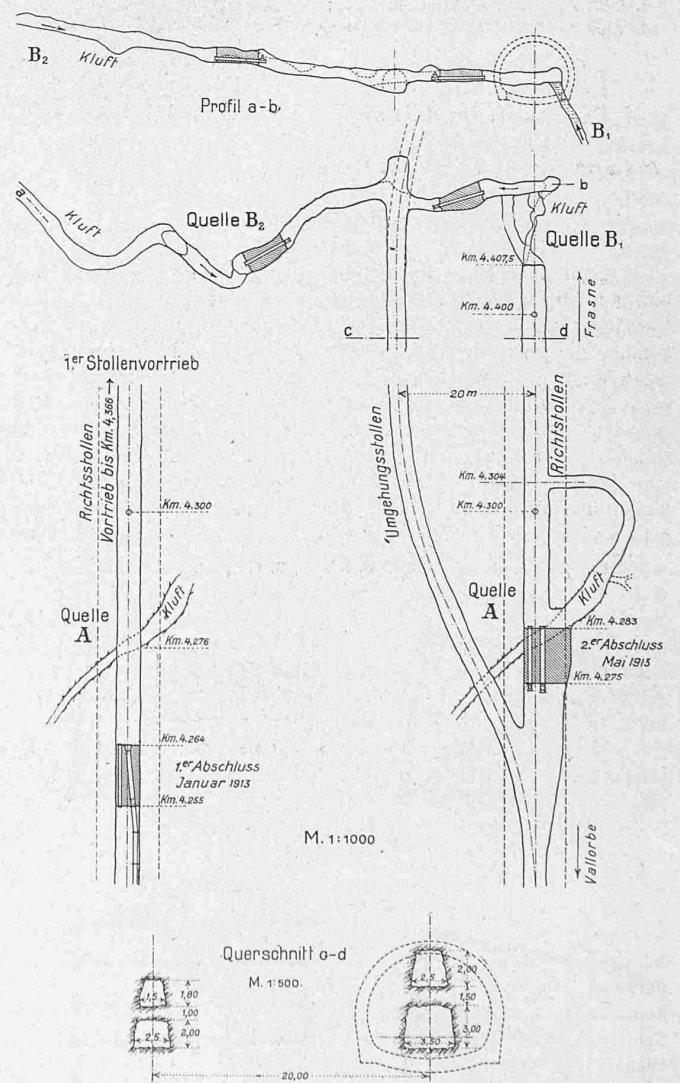 B₂
Kluft
Profil a-b
B₁
a
Kluft
Quelle B₂
b
Kluft
Quelle B₁
Km. 4.407,5
Km. 4.400
Frasne
c
d
1.er Stollenvortrieb
Richtsstollen
Vortrieb bis Km. 4,366
Km. 4.300
Quelle
A
Kluft
Km. 4,276
Km. 4.264
1.er Abschluss
Januar 1913
Km. 4.255
20 m
Umgehungsstollen
Richtstollen
Km. 4.304
Km. 4.300
Quelle
A
Kluft
Km. 4.283
2.er Abschluss
Mai 1913
Km. 4.275
M. 1:1000
Vallorbe
Querschnitt c-d
M. 1:500
1,5
1,80
1,00
2,5
2,00
2,5
2,00
1,50
3,50
3,00
20,00